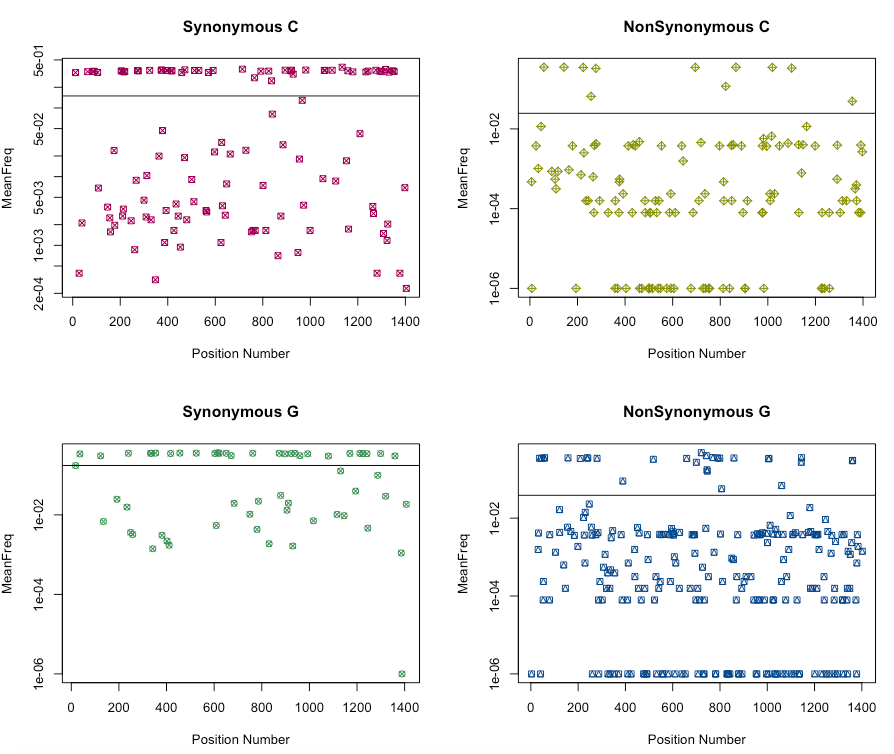 Synonymous C
MeanFreq
5e-01
5e-02
5e-03
1e-03
2e-04
0 200 400 600 800 1000 1200 1400
Position Number
NonSynonymous C
MeanFreq
1e-02
1e-04
1e-06
0 200 400 600 800 1000 1200 1400
Position Number
Synonymous G
MeanFreq
1e-02
1e-04
1e-06
0 200 400 600 800 1000 1200 1400
Position Number
NonSynonymous G
MeanFreq
1e-02
1e-04
1e-06
0 200 400 600 800 1000 1200 1400
Position Number